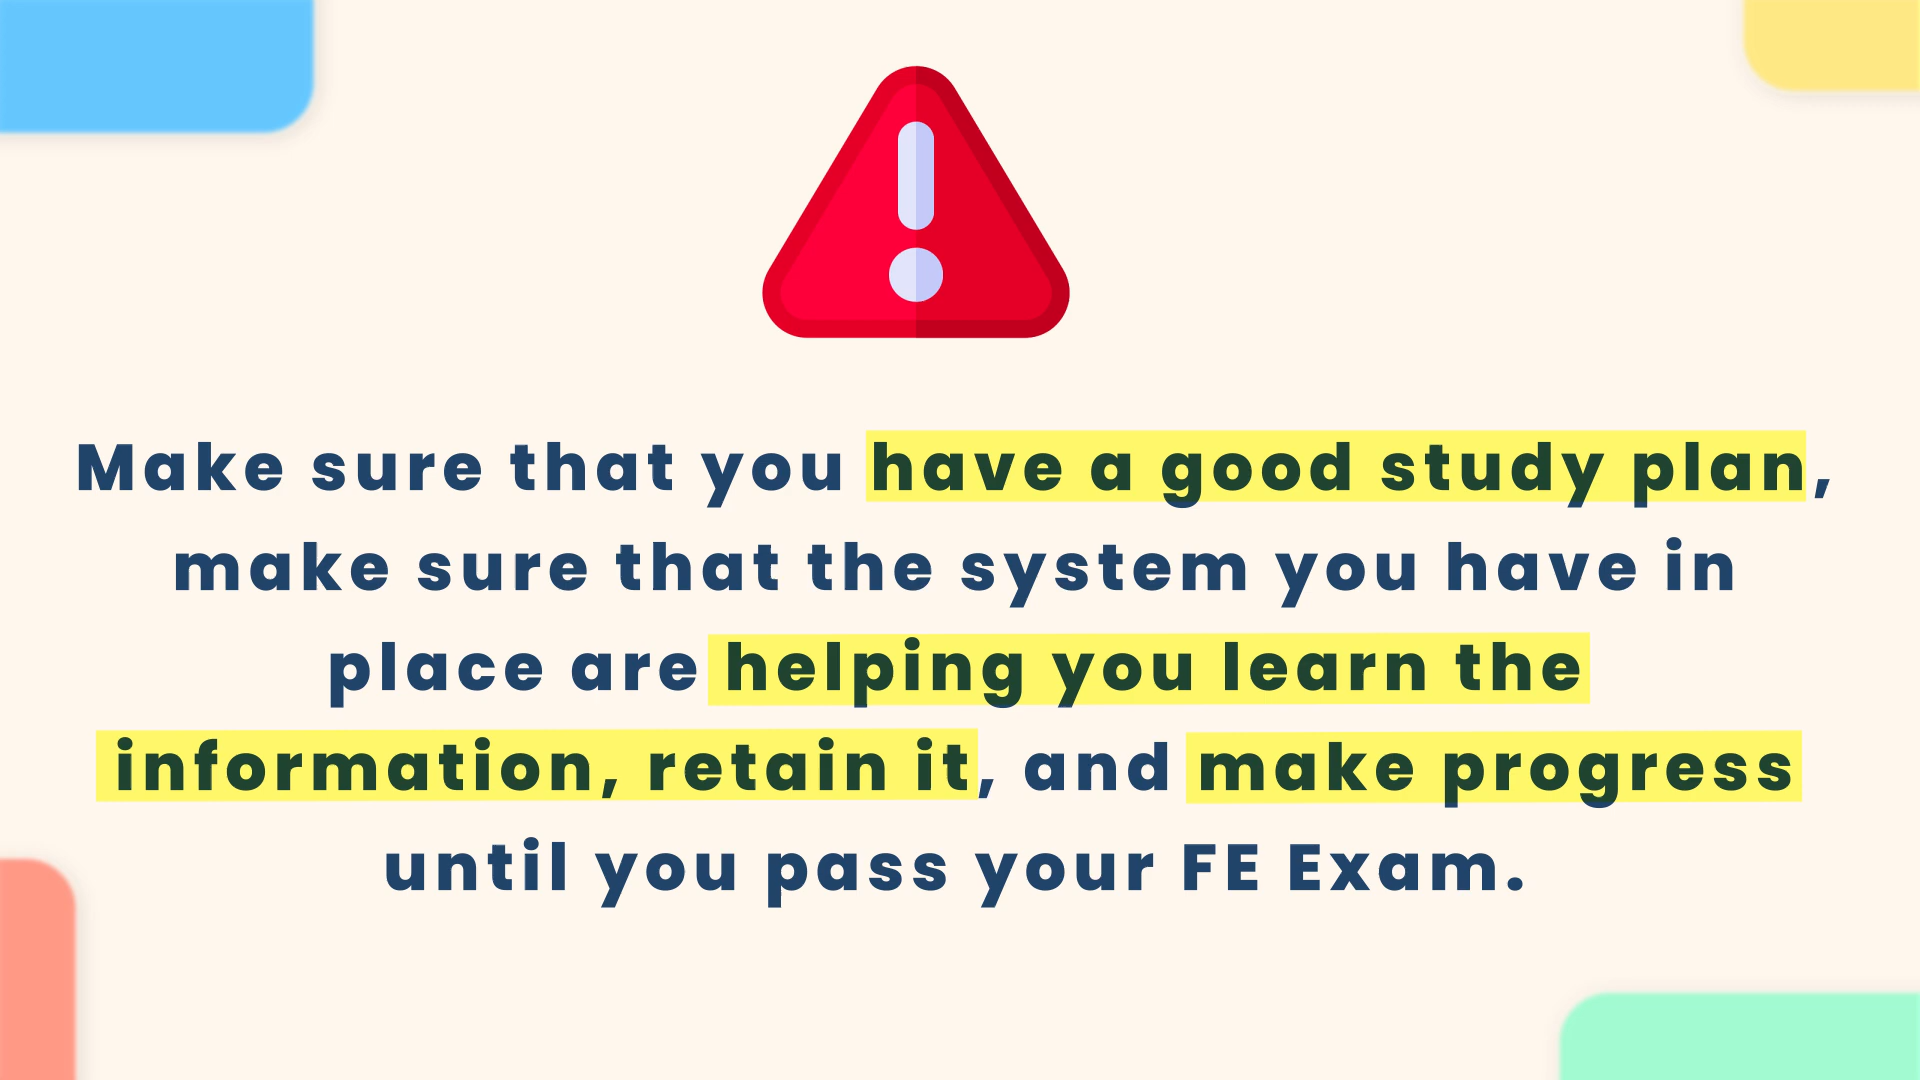 Make sure that you have a good study plan,
make sure that the system you have in
place are helping you learn the
information, retain it, and make progress
until you pass your FE Exam.